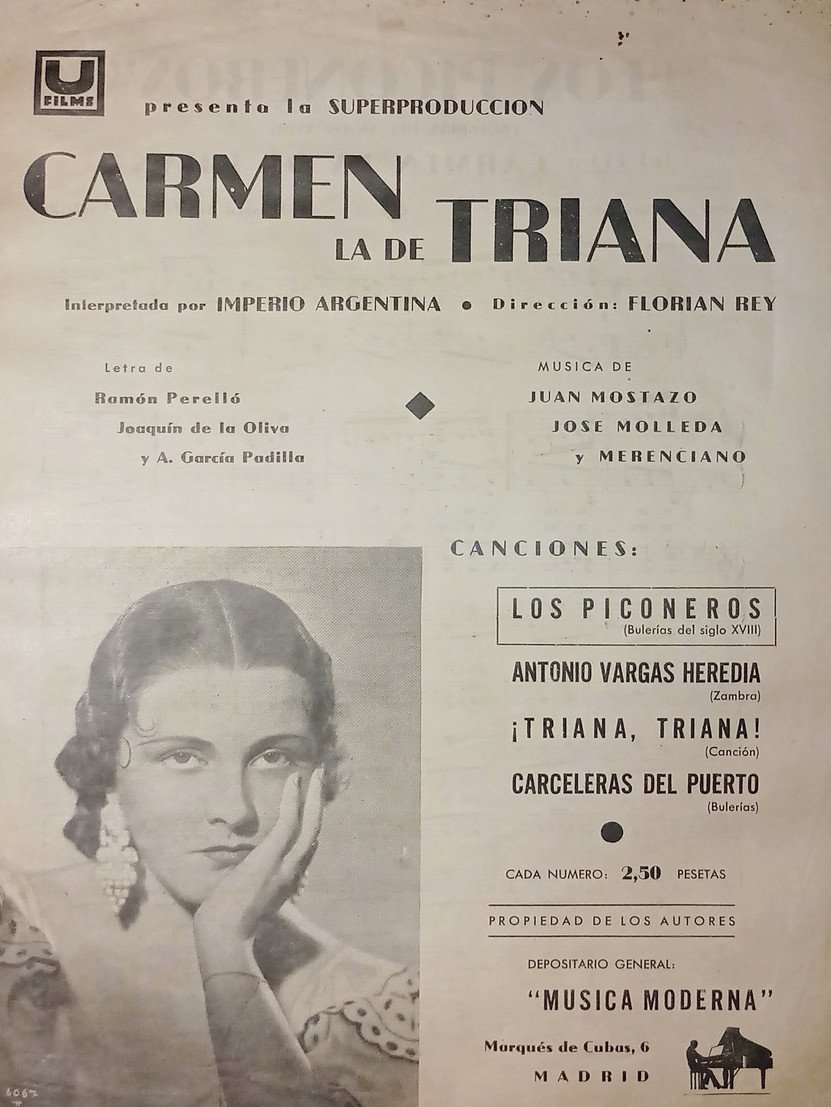 U
FILMS
presenta la SUPERPRODUCCION
CARMEN
LA DE TRIANA
Interpretada por IMPERIO ARGENTINA • Dirección: FLORIAN REY
Letra de
Ramón Perelló
Joaquín de la Oliva
y A. García Padilla
MUSICA DE
JUAN MOSTAZO
JOSE MOLLEDA
y MERENCIANO
CANCIONES:
LOS PICONEROS
(Bulerías del siglo XVIII)
ANTONIO VARGAS HEREDIA
(Zambra)
¡TRIANA, TRIANA!
(Canción)
CARCELERAS DEL PUERTO
(Bulerías)
CADA NUMERO: 2,50 PESETAS
PROPIEDAD DE LOS AUTORES
DEPOSITARIO GENERAL:
"MUSICA MODERNA"
Marqués de Cubas, 6
MADRID